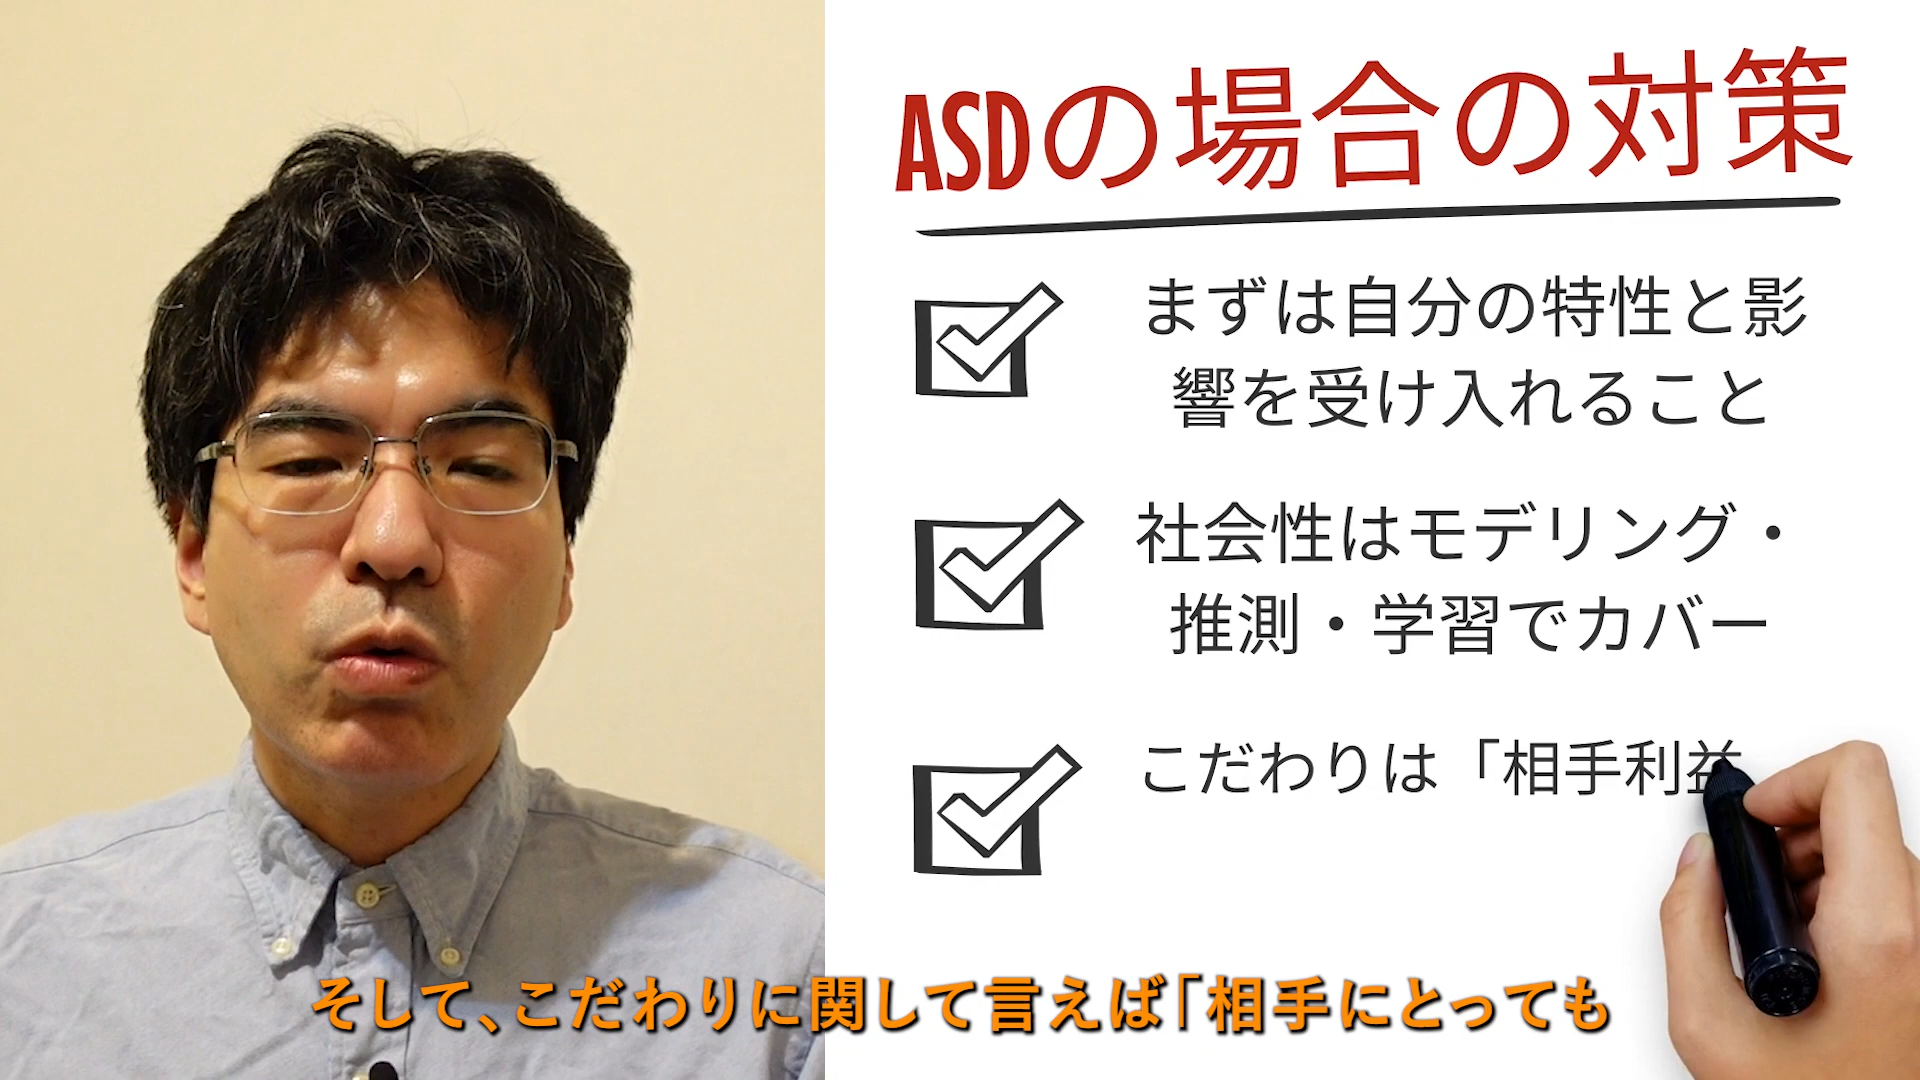 ASDの場合の対策
まずは自分の特性と影
響を受け入れること
社会性はモデリング・
推測・学習でカバー
こだわりは「相手利益
そして、こだわりに関して言えば「相手にとっても